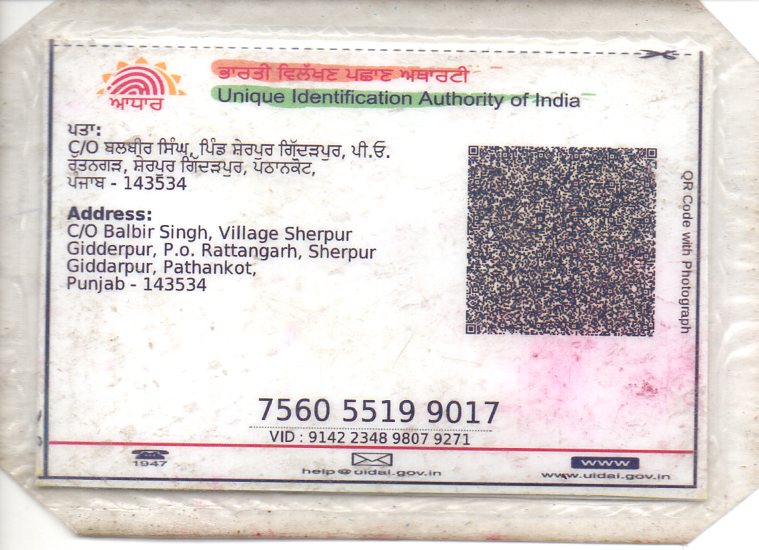 ਭਾਰਤੀ ਵਿਲੱਖਣ ਪਛਾਣ ਅਥਾਰਟੀ
Unique Identification Authority of India
ਆਧਾਰ
ਪਤਾ:
C/O ਬਲਬੀਰ ਸਿੰਘ, ਪਿੰਡ ਸ਼ੇਰਪੁਰ ਗਿੱਦੜਪੁਰ, ਪੀ.ਓ.
ਰੱਤਨਗੜ, ਸ਼ੇਰਪੁਰ ਗਿੱਦੜਪੁਰ, ਪਠਾਨਕੋਟ,
ਪੰਜਾਬ - 143534
Address:
C/O Balbir Singh, Village Sherpur
Gidderpur, P.o. Rattangarh, Sherpur
Giddarpur, Pathankot,
Punjab - 143534
QR Code with Photograph
7560 5519 9017
VID : 9142 2348 9807 9271
1947
help@uidai.gov.in
www
www.uidai.gov.in